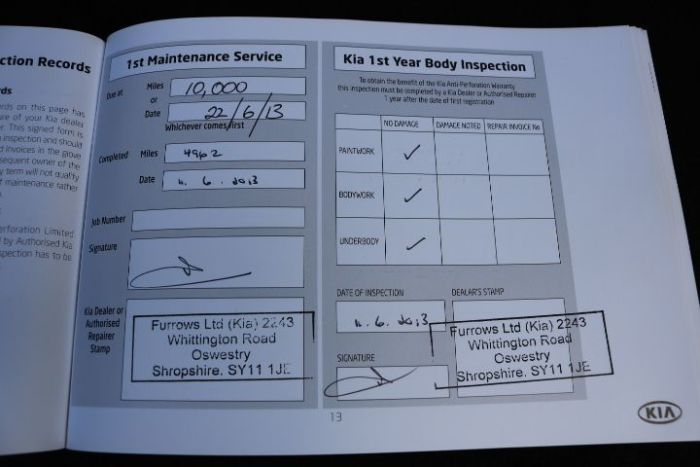 ction Records
ds
ords on this page has
re of your Kia dealer
r. This signed form is
inspection and should
d invoices in the glove
sequent owner of the
y term will not qualify
f maintenance rather
erforation Limited
by Authorised Kia
spection has to be
1st Maintenance Service
Due at Miles 10,000
or
Date 22/6/13
Whichever comes first
Completed Miles 4962
Date 11. 6. 2013
Job Number
Signature
Kia Dealer or
Authorised
Repairer
Stamp
Furrows Ltd (Kia) 2243
Whittington Road
Oswestry
Shropshire. SY11 1JE
Kia 1st Year Body Inspection
To obtain the benefit of the Kia Anti-Perforation Warranty
this inspection must be completed by a Kia Dealer or Authorised Repairer
1 year after the date of first registration
NO DAMAGE DAMAGE NOTED REPAIR INVOICE No
PAINTWORK ✓
BODYWORK ✓
UNDERBODY ✓
DATE OF INSPECTION DEALAR'S STAMP
11. 6. 2013
SIGNATURE
Furrows Ltd (Kia) 2243
Whittington Road
Oswestry
Shropshire. SY11 1JE
13
KIA